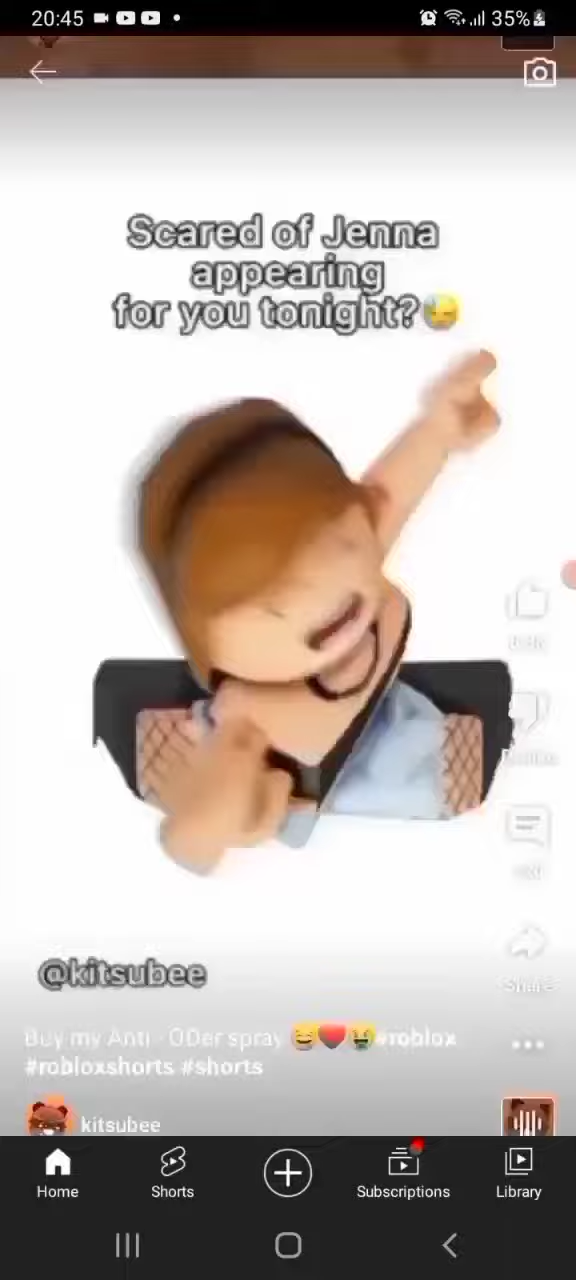 20:45
35%
Scared of Jenna
appearing
for you tonight?😓
@kitsubee
Buy my Anti - ODer spray 😅❤️🤑#roblox
#robloxshorts #shorts
Share
kitsubee
Home
Shorts
Subscriptions
Library